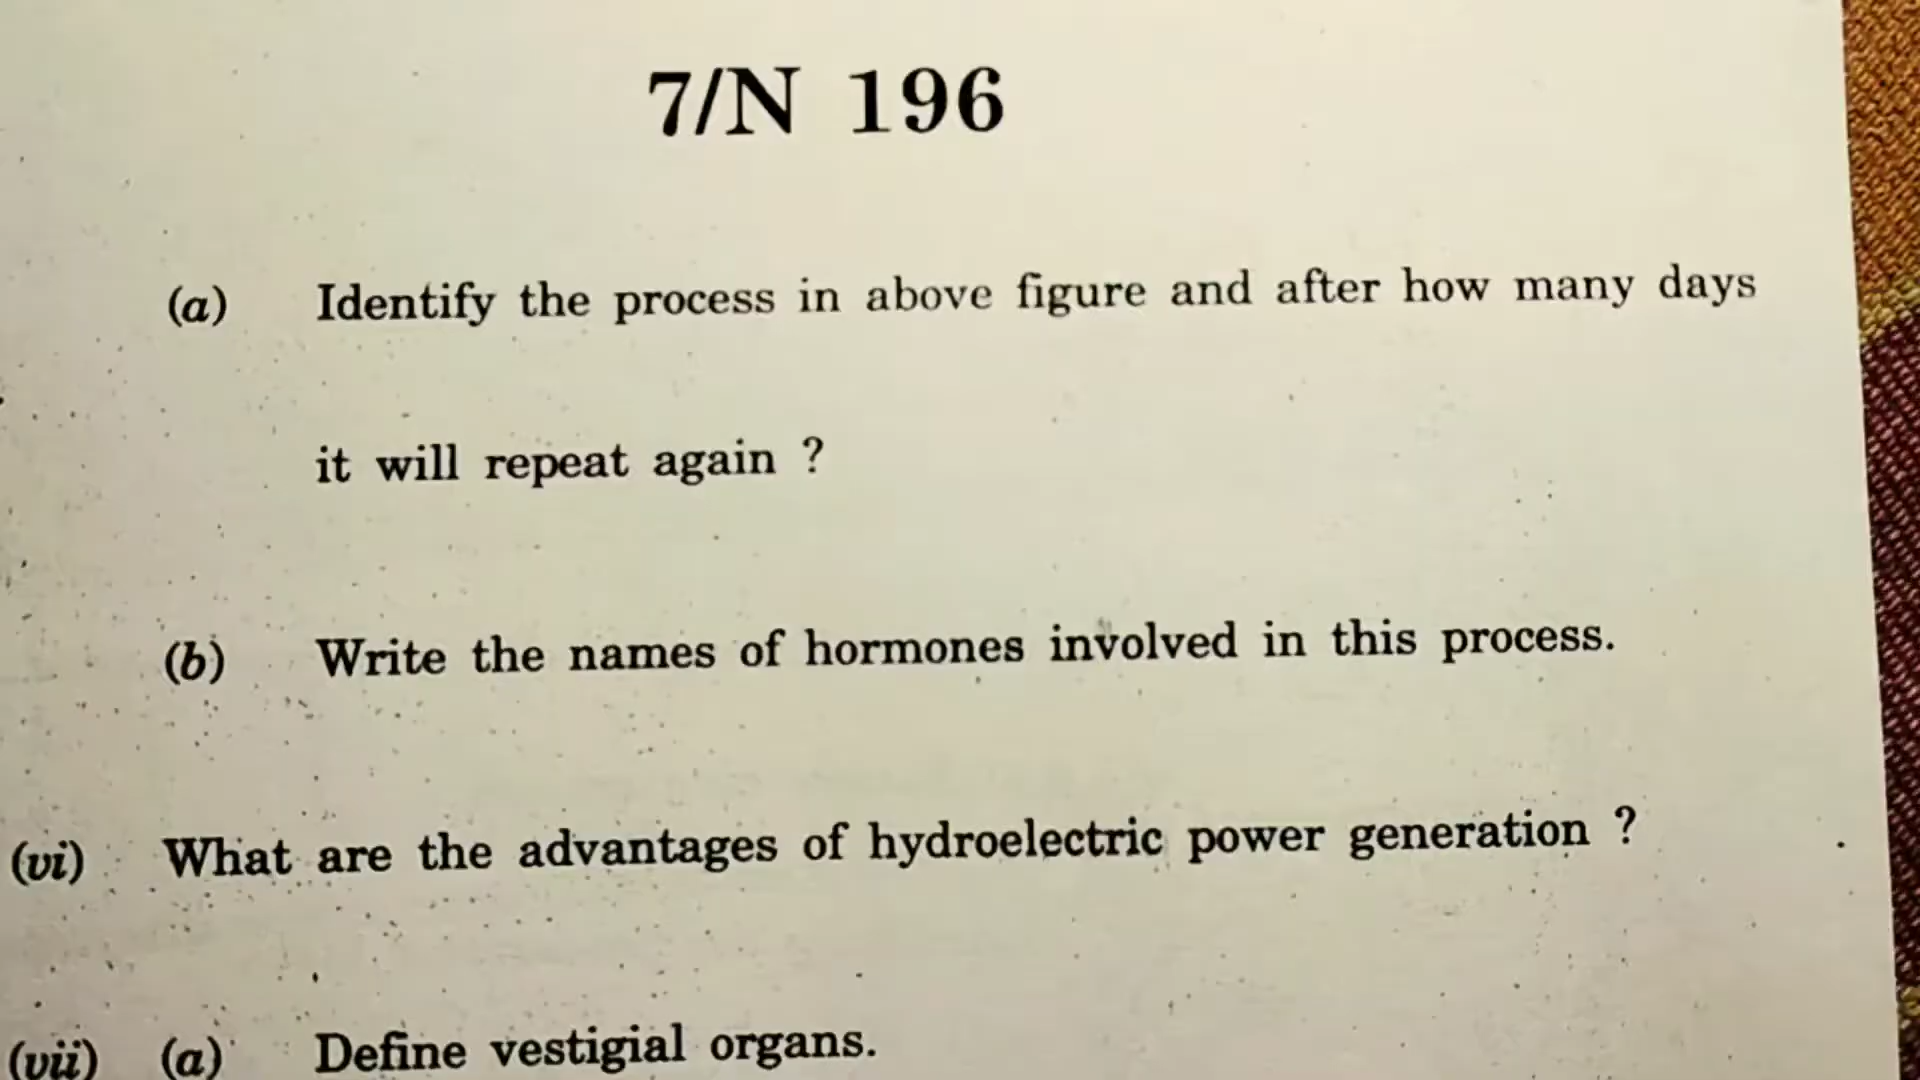 7/N 196
(a) Identify the process in above figure and after how many days
it will repeat again ?
(b) Write the names of hormones involved in this process.
(vi) What are the advantages of hydroelectric power generation ?
(vii) (a) Define vestigial organs.